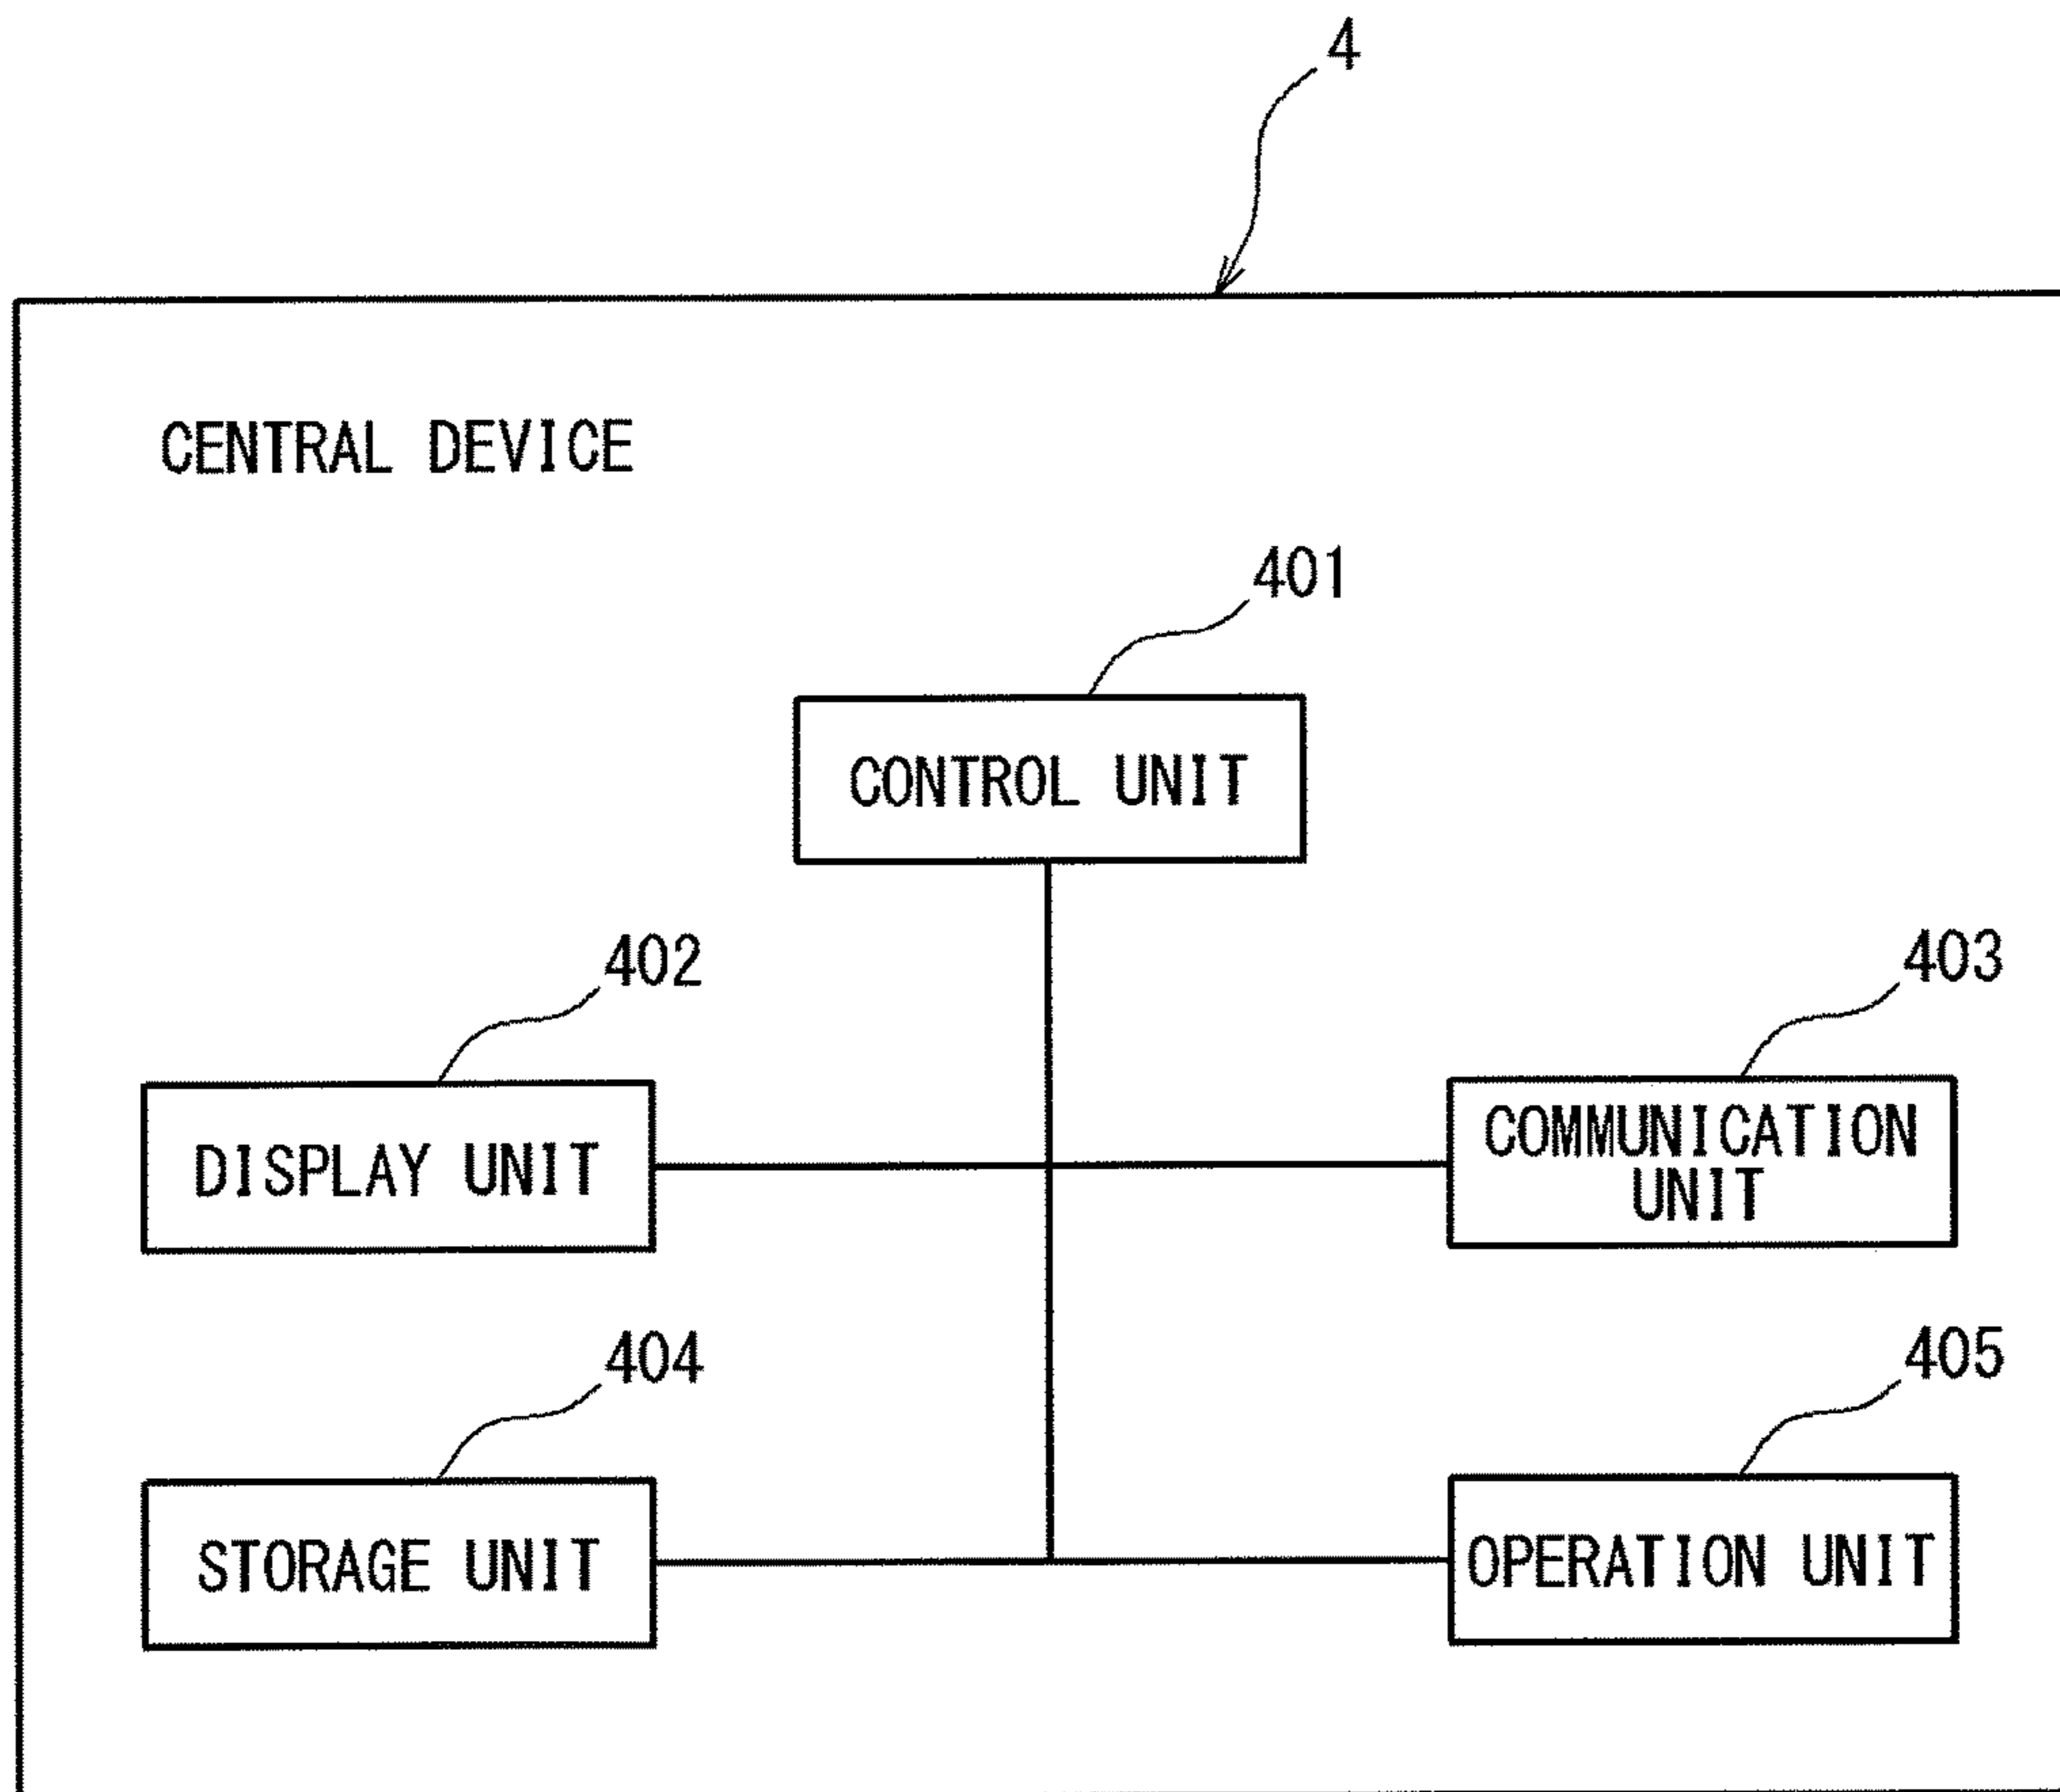 4
CENTRAL DEVICE
401
CONTROL UNIT
402
403
DISPLAY UNIT
COMMUNICATION
UNIT
404
405
STORAGE UNIT
OPERATION UNIT